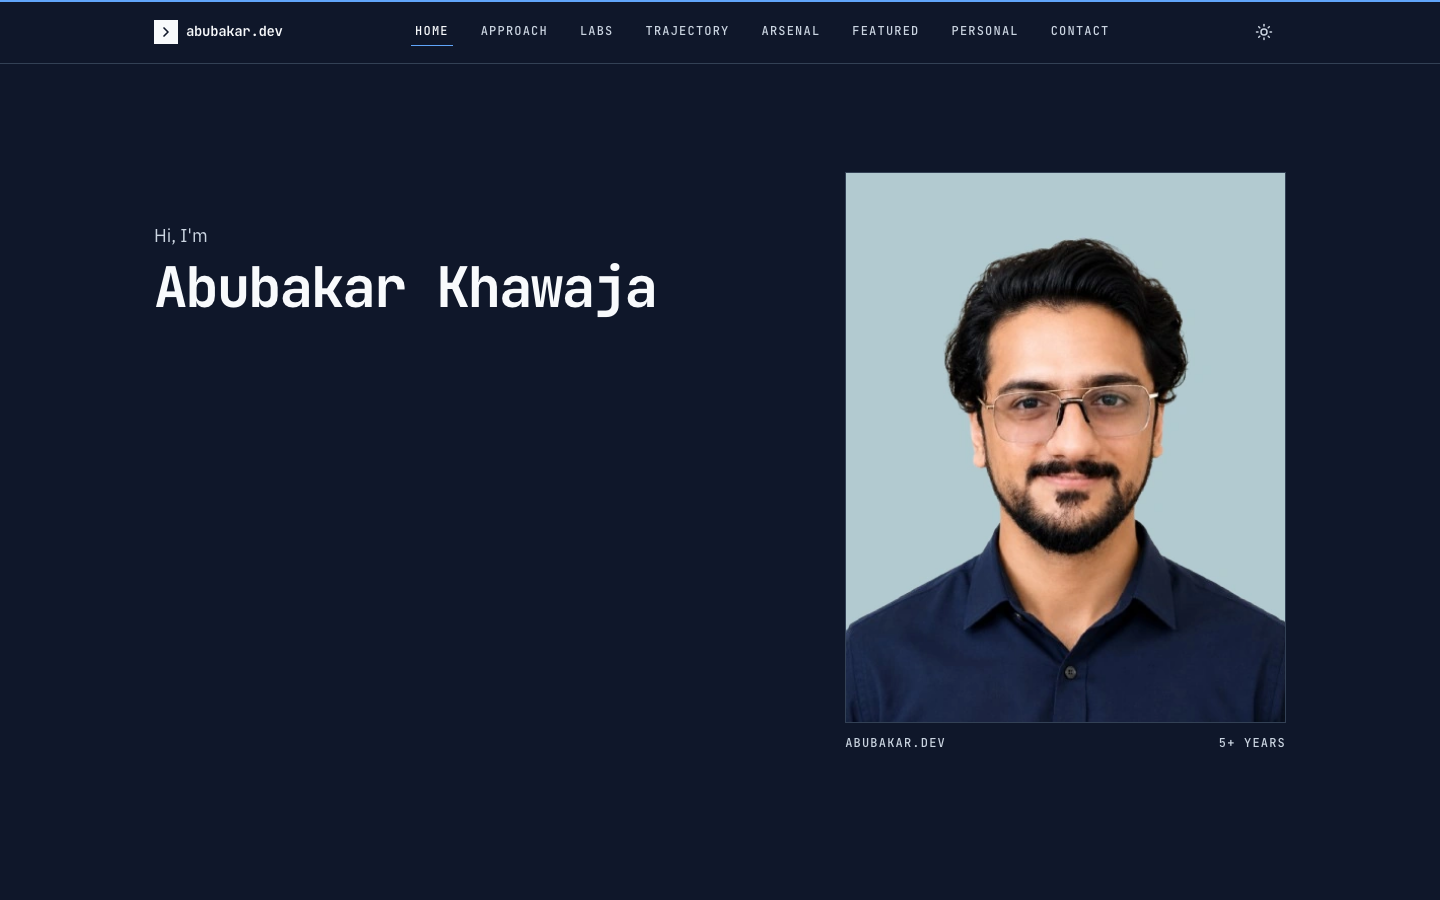 abubakar.dev
HOME
APPROACH
LABS
TRAJECTORY
ARSENAL
FEATURED
PERSONAL
CONTACT
Hi, I'm
Abubakar Khawaja
ABUBAKAR.DEV
5+ YEARS